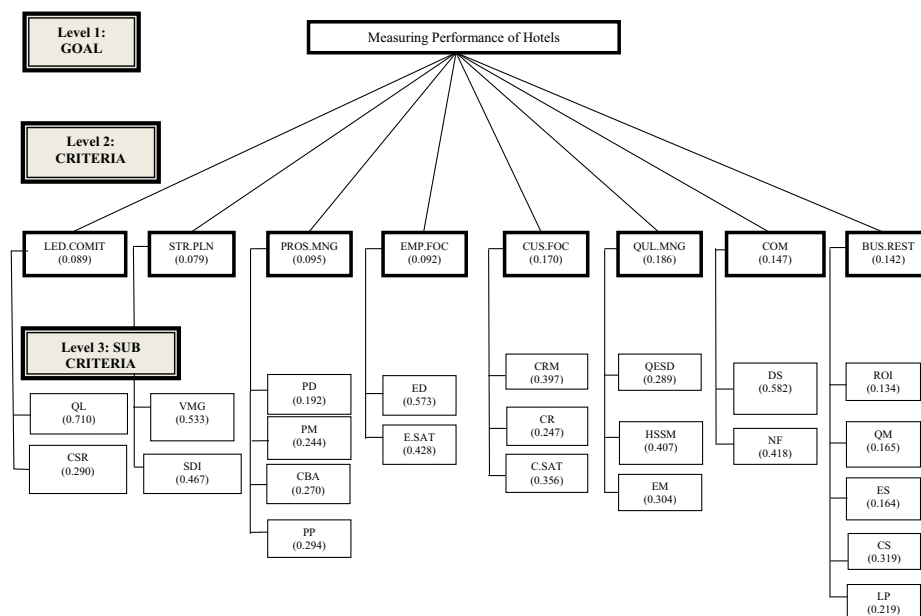 Level 1:
GOAL
Measuring Performance of Hotels
Level 2:
CRITERIA
LED.COMIT
(0.089)
STR.PLN
(0.079)
PROS.MNG
(0.095)
EMP.FOC
(0.092)
CUS.FOC
(0.170)
QUL.MNG
(0.186)
COM
(0.147)
BUS.REST
(0.142)
Level 3: SUB
CRITERIA
QL
(0.710)
CSR
(0.290)
VMG
(0.533)
SDI
(0.467)
PD
(0.192)
PM
(0.244)
CBA
(0.270)
PP
(0.294)
ED
(0.573)
E.SAT
(0.428)
CRM
(0.397)
CR
(0.247)
C.SAT
(0.356)
QESD
(0.289)
HSSM
(0.407)
EM
(0.304)
DS
(0.582)
NF
(0.418)
ROI
(0.134)
QM
(0.165)
ES
(0.164)
CS
(0.319)
LP
(0.219)